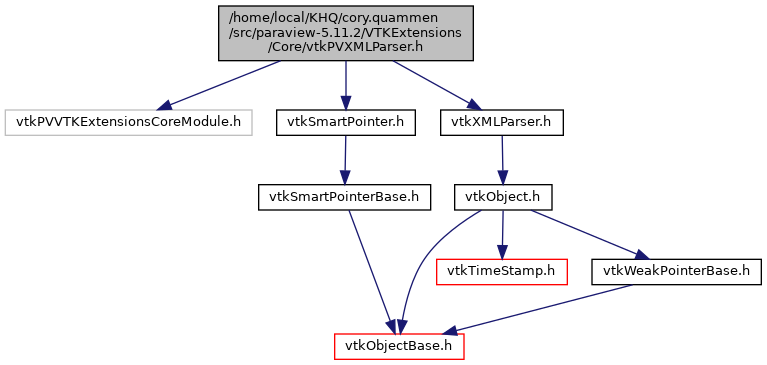 /home/local/KHQ/cory.quammen
/src/paraview-5.11.2/VTKExtensions
/Core/vtkPVXMLParser.h
vtkPVVTKExtensionsCoreModule.h
vtkSmartPointer.h
vtkXMLParser.h
vtkSmartPointerBase.h
vtkObject.h
vtkTimeStamp.h
vtkWeakPointerBase.h
vtkObjectBase.h